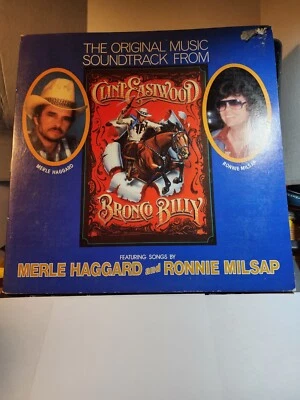 THE ORIGINAL MUSIC
SOUNDTRACK FROM
CLINT EASTWOOD
MERLE HAGGARD
RONNIE MILSAP
BRONCO BILLY
FEATURING SONGS BY
MERLE HAGGARD and RONNIE MILSAP